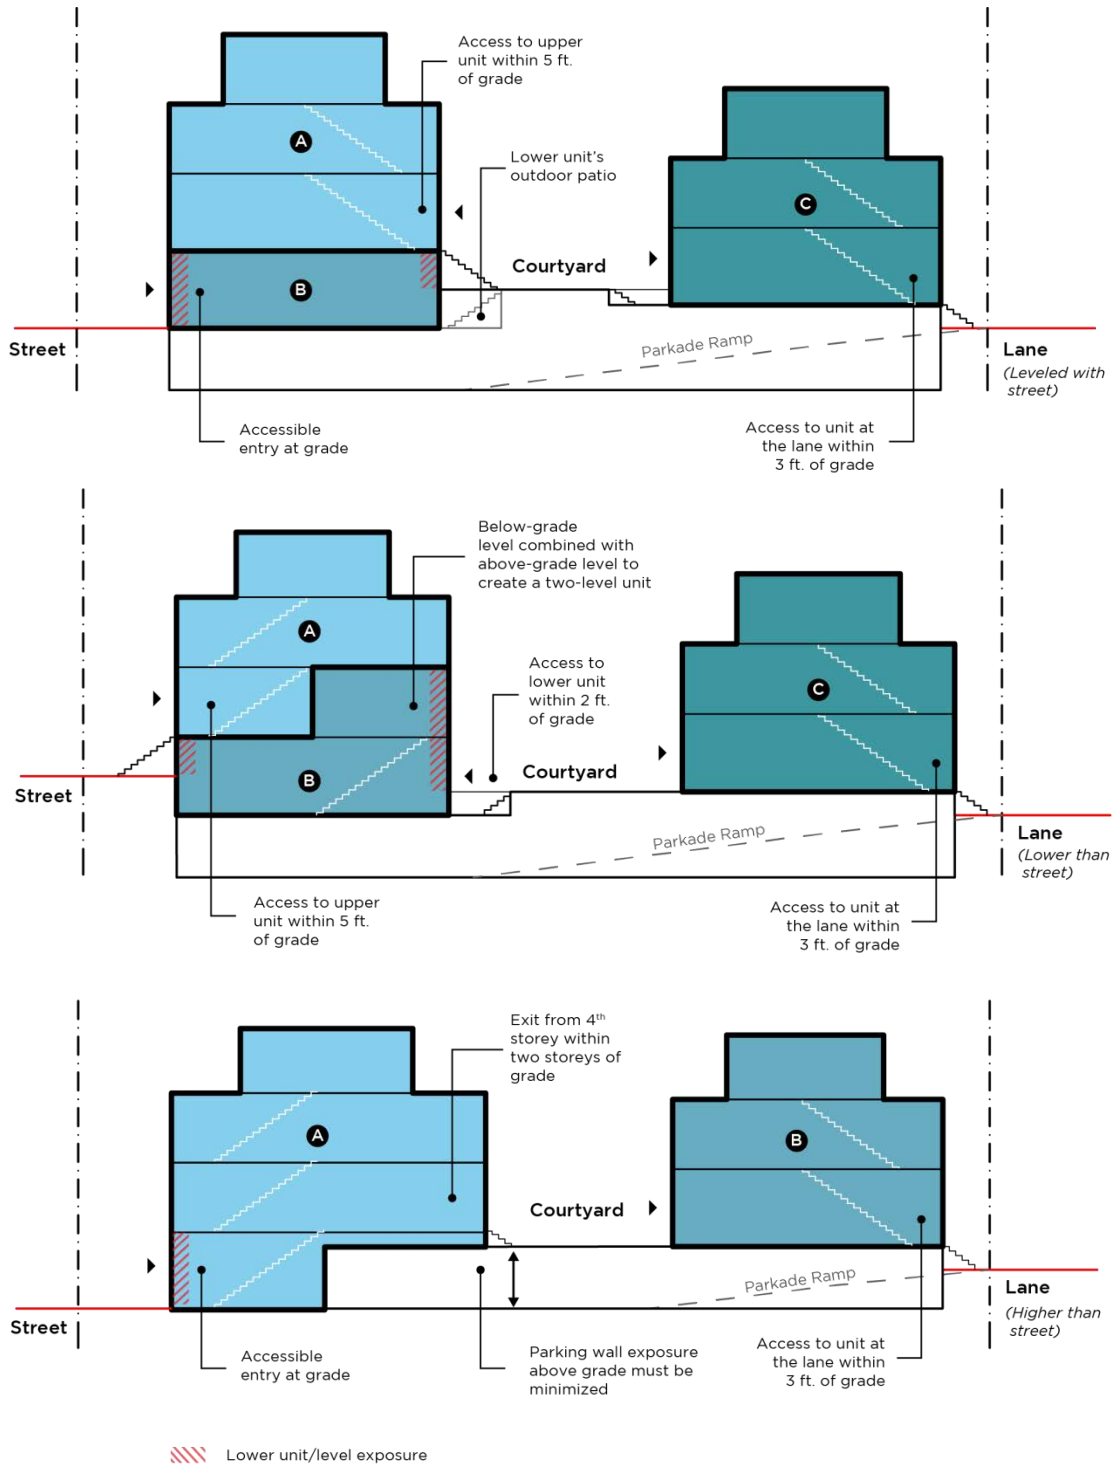 Access to upper
unit within 5 ft.
of grade
A
Lower unit's
outdoor patio
C
Courtyard
B
Street
Parkade Ramp
Lane
(Leveled with
street)
Accessible
entry at grade
Access to unit at
the lane within
3 ft. of grade
Below-grade
level combined with
above-grade level to
create a two-level unit
A
Access to
lower unit
within 2 ft.
of grade
C
B
Courtyard
Street
Parkade Ramp
Lane
(Lower than
street)
Access to upper
unit within 5 ft.
of grade
Access to unit at
the lane within
3 ft. of grade
Exit from 4th
storey within
two storeys of
grade
A
B
Courtyard
Parkade Ramp
Lane
(Higher than
street)
Street
Accessible
entry at grade
Parking wall exposure
above grade must be
minimized
Access to unit at
the lane within
3 ft. of grade
Lower unit/level exposure